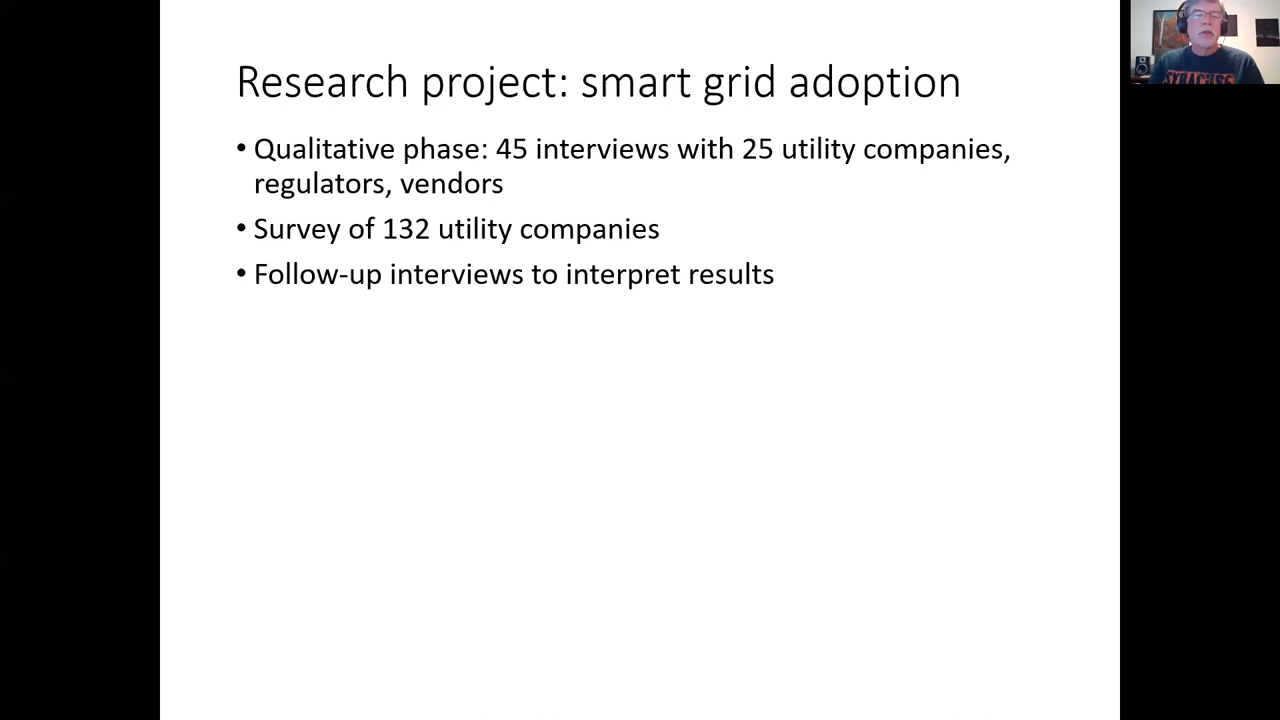 Research project: smart grid adoption
• Qualitative phase: 45 interviews with 25 utility companies,
regulators, vendors
• Survey of 132 utility companies
• Follow-up interviews to interpret results
SYRACUSE